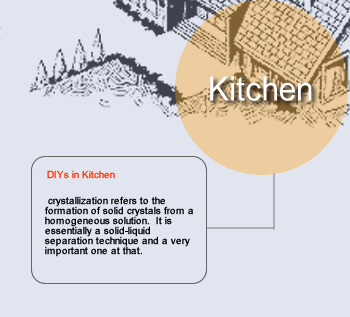 Kitchen
DIYs in Kitchen
crystallization refers to the
formation of solid crystals from a
homogeneous solution.  It is
essentially a solid-liquid
separation technique and a very
important one at that.